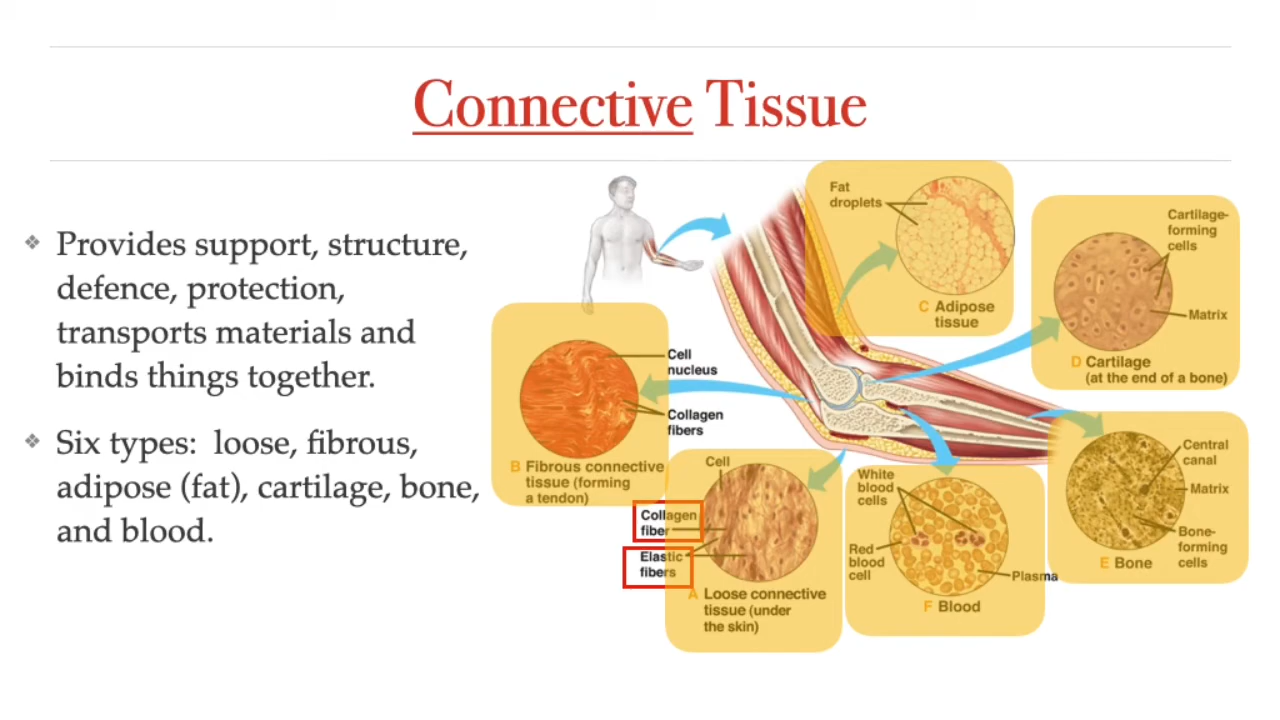 Connective Tissue
❖ Provides support, structure,
defence, protection,
transports materials and
binds things together.
❖ Six types:  loose, fibrous,
adipose (fat), cartilage, bone,
and blood.
Fat
droplets
C Adipose
tissue
Cartilage-
forming
cells
Matrix
D Cartilage
(at the end of a bone)
Cell
nucleus
Collagen
fibers
B Fibrous connective
tissue (forming
a tendon)
Cell
Collagen
fiber
Elastic
fibers
A Loose connective
tissue (under
the skin)
White
blood
cells
Red
blood
cell
Plasma
F Blood
Central
canal
Matrix
Bone-
forming
cells
E Bone